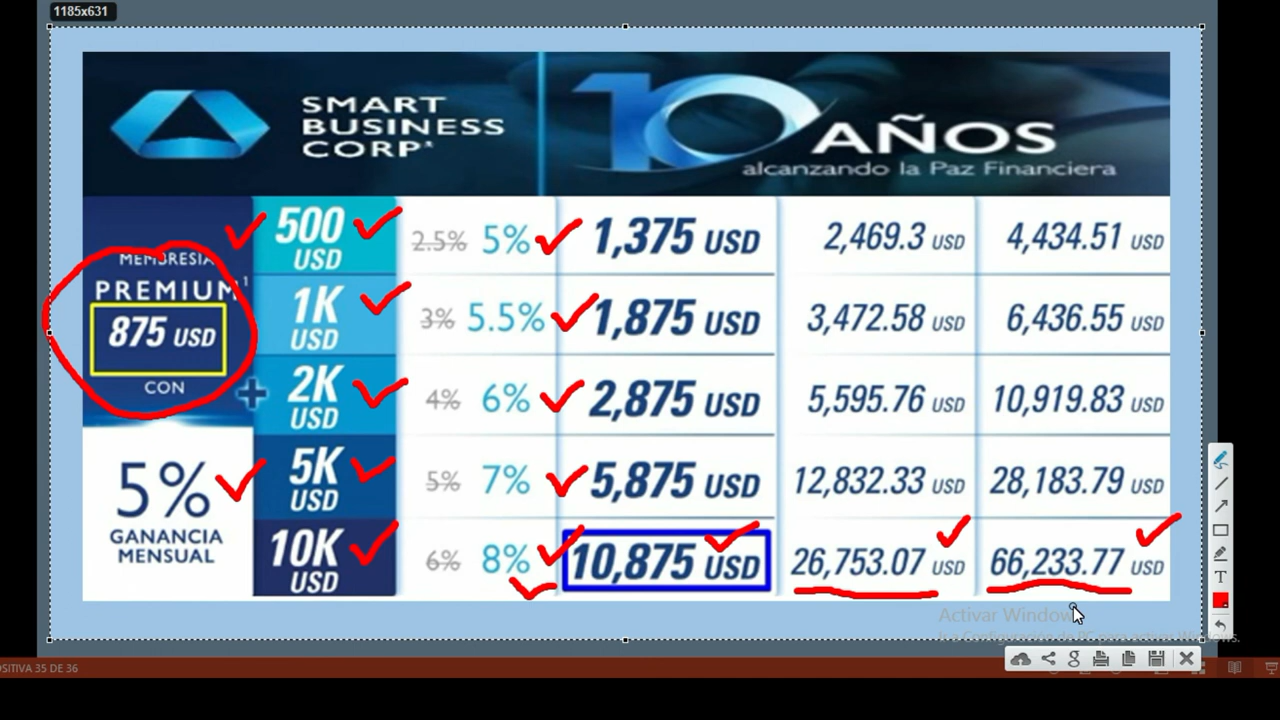 1185x631
SMART
BUSINESS
CORP
10 AÑOS
alcanzando la Paz Financiera
MEMBRESIA
PREMIUM¹
875 USD
CON
+
5%
GANANCIA
MENSUAL
500 USD 2.5% 5% 1,375 USD 2,469.3 USD 4,434.51 USD
1K USD 3% 5.5% 1,875 USD 3,472.58 USD 6,436.55 USD
2K USD 4% 6% 2,875 USD 5,595.76 USD 10,919.83 USD
5K USD 5% 7% 5,875 USD 12,832.33 USD 28,183.79 USD
10K USD 6% 8% 10,875 USD 26,753.07 USD 66,233.77 USD
Activar Window
SITIVA 35 DE 36